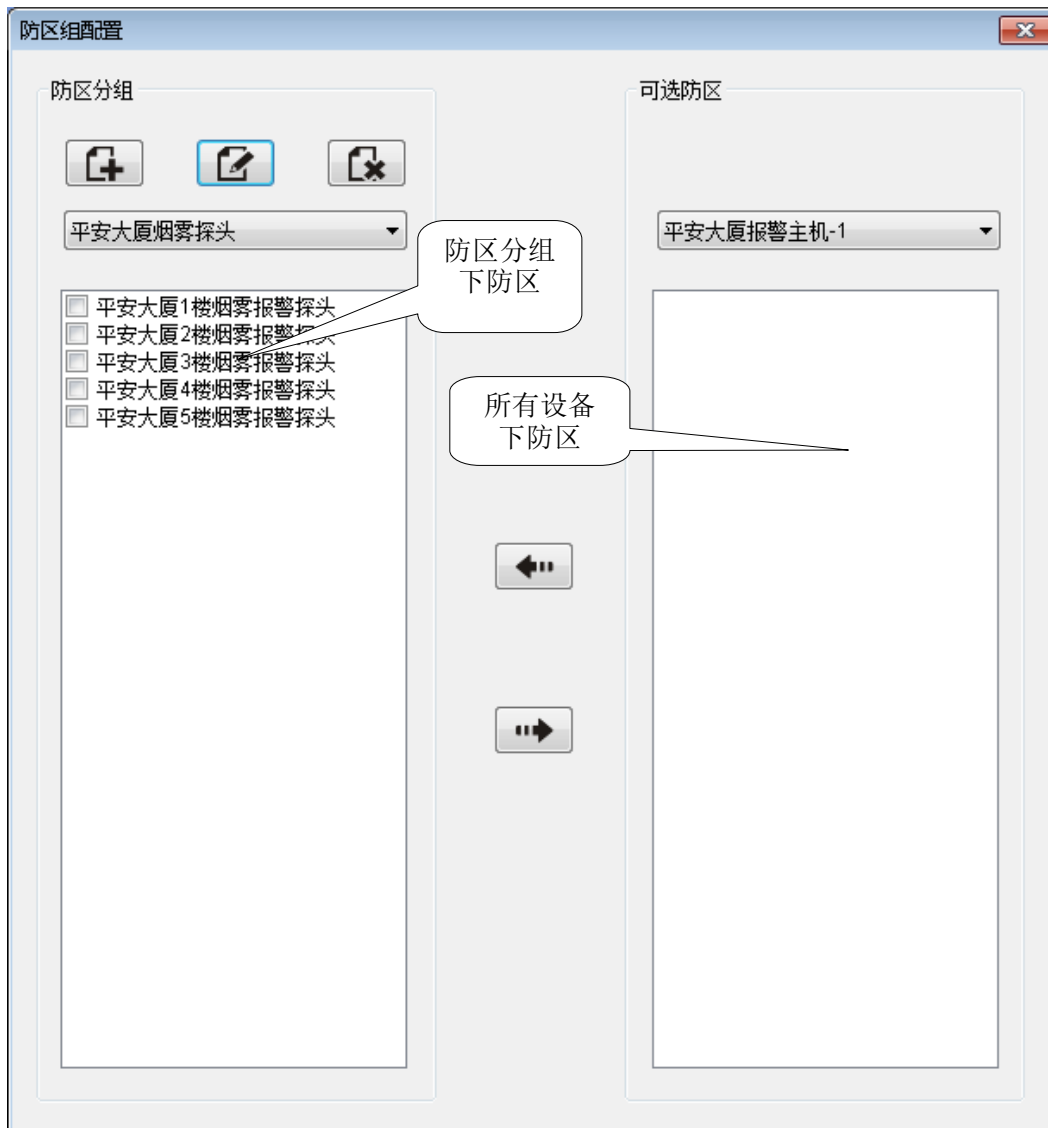 防区组配置
防区分组
平安大厦烟雾探头
平安大厦1楼烟雾报警探头
平安大厦2楼烟雾报警探头
平安大厦3楼烟雾报警探头
平安大厦4楼烟雾报警探头
平安大厦5楼烟雾报警探头
防区分组
下防区
所有设备
下防区
可选防区
平安大厦报警主机-1